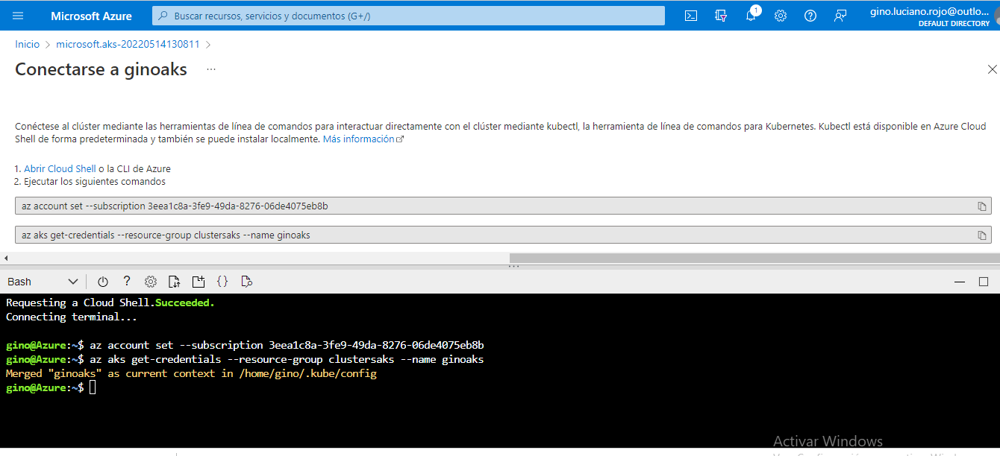 Microsoft Azure
Buscar recursos, servicios y documentos (G+/)
1
gino.luciano.rojo@outlo...
DEFAULT DIRECTORY
Inicio > microsoft.aks-20220514130811 >
Conectarse a ginoaks ...
Conéctese al clúster mediante las herramientas de línea de comandos para interactuar directamente con el clúster mediante kubectl, la herramienta de línea de comandos para Kubernetes. Kubectl está disponible en Azure Cloud
Shell de forma predeterminada y también se puede instalar localmente. Más información
1. Abrir Cloud Shell o la CLI de Azure
2. Ejecutar los siguientes comandos
az account set --subscription 3eea1c8a-3fe9-49da-8276-06de4075eb8b
az aks get-credentials --resource-group clustersaks --name ginoaks
Bash
Requesting a Cloud Shell.Succeeded.
Connecting terminal...
gino@Azure:~$ az account set --subscription 3eea1c8a-3fe9-49da-8276-06de4075eb8b
gino@Azure:~$ az aks get-credentials --resource-group clustersaks --name ginoaks
Merged "ginoaks" as current context in /home/gino/.kube/config
gino@Azure:~$
Activar Windows